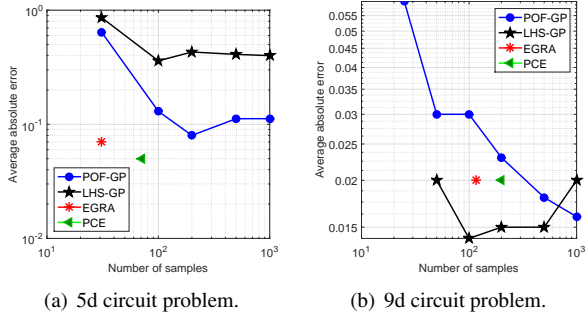 10^0
10^-1
10^-2
Average absolute error
POF-GP
LHS-GP
EGRA
PCE
10^1
10^2
10^3
Number of samples
(a) 5d circuit problem.
0.055
0.05
0.045
0.04
0.035
0.03
0.025
0.02
0.015
Average absolute error
POF-GP
LHS-GP
EGRA
PCE
10^1
10^2
10^3
Number of samples
(b) 9d circuit problem.